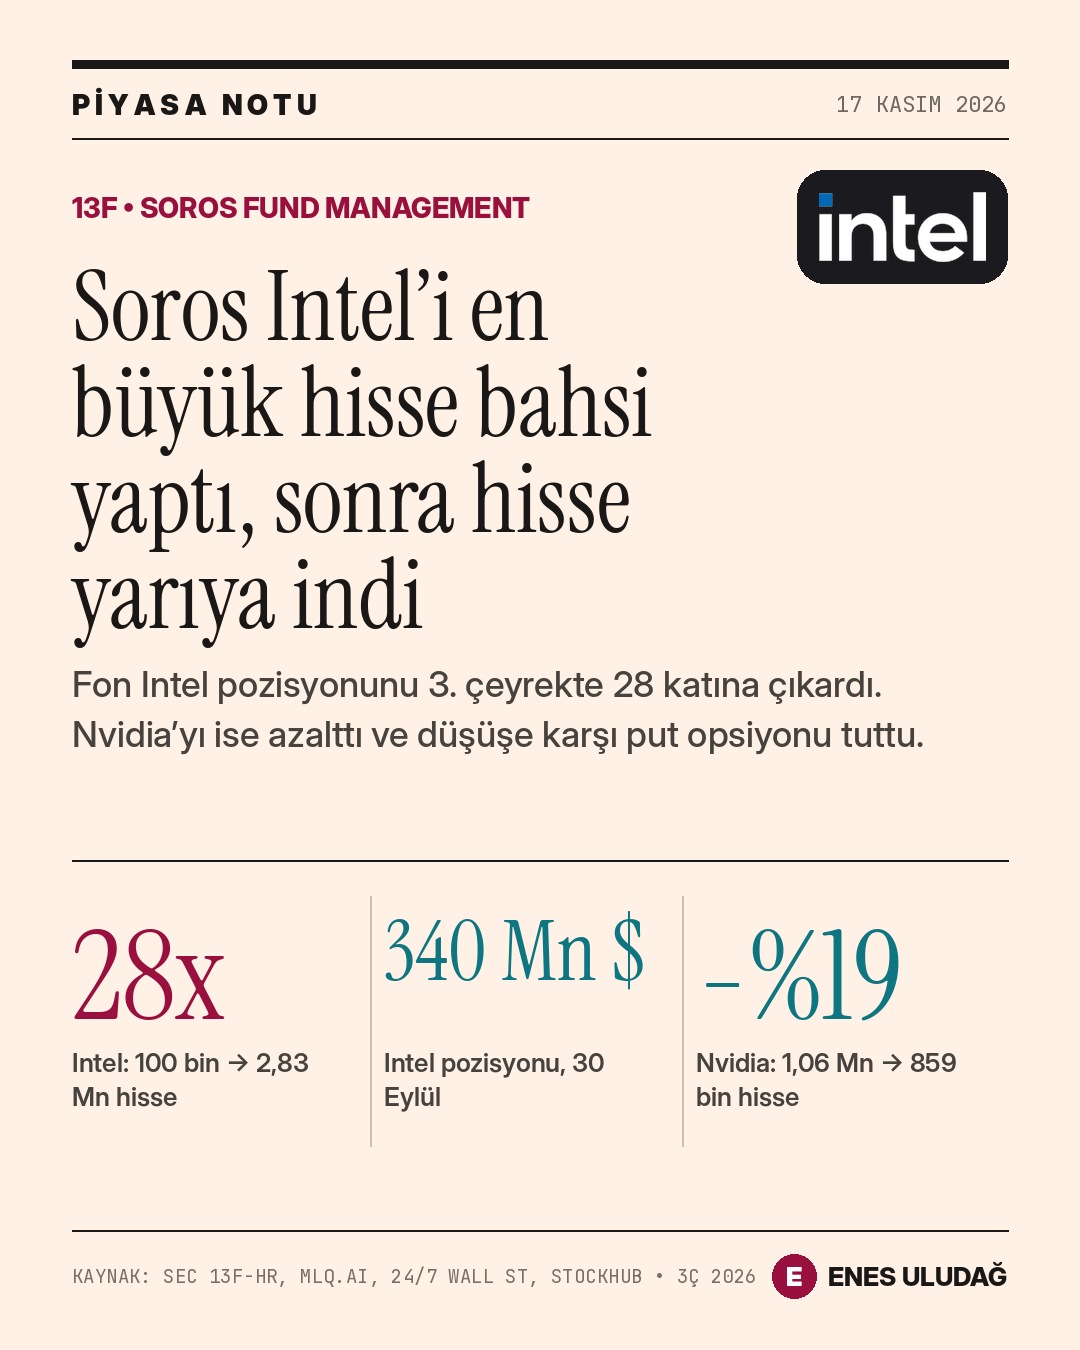 PİYASA NOTU
17 KASIM 2026
13F • SOROS FUND MANAGEMENT
intel
Soros Intel’i en
büyük hisse bahsi
yaptı, sonra hisse
yarıya indi
Fon Intel pozisyonunu 3. çeyrekte 28 katına çıkardı.
Nvidia’yı ise azalttı ve düşüşe karşı put opsiyonu tuttu.
28x
Intel: 100 bin → 2,83
Mn hisse
340 Mn $
Intel pozisyonu, 30
Eylül
-%19
Nvidia: 1,06 Mn → 859
bin hisse
KAYNAK: SEC 13F-HR, MLQ.AI, 24/7 WALL ST, STOCKHUB • 3Ç 2026
E ENES ULUDAĞ